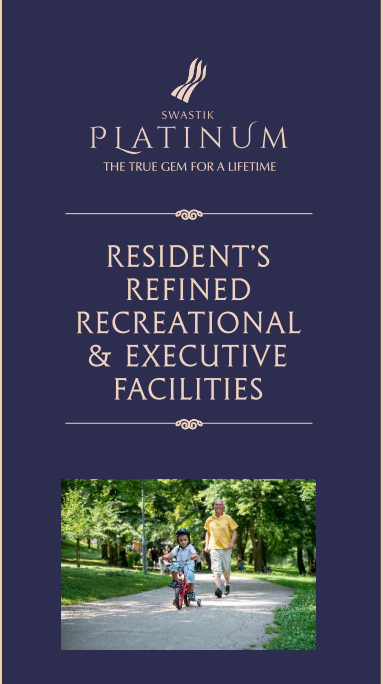 SWASTIK
PLATINUM
THE TRUE GEM FOR A LIFETIME
RESIDENT'S
REFINED
RECREATIONAL
& EXECUTIVE
FACILITIES